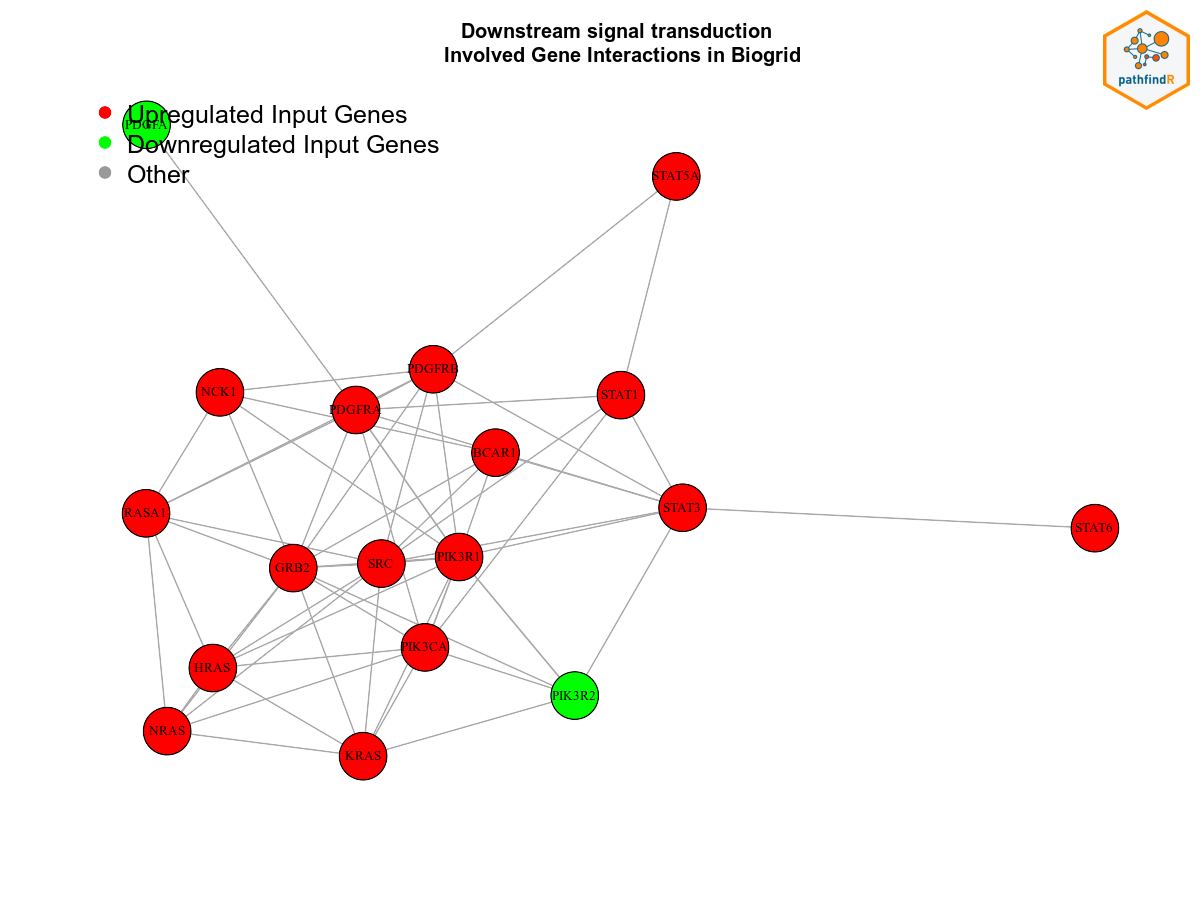 Downstream signal transduction
Involved Gene Interactions in Biogrid
pathfindR
Upregulated Input Genes
PDGFA
Downregulated Input Genes
Other
STAT5A
PDGFRB
NCK1
STAT1
PDGFRA
BCAR1
STAT3
RASA1
STAT6
PIK3R1
SRC
GRB2
PIK3CA
HRAS
PIK3R2
NRAS
KRAS